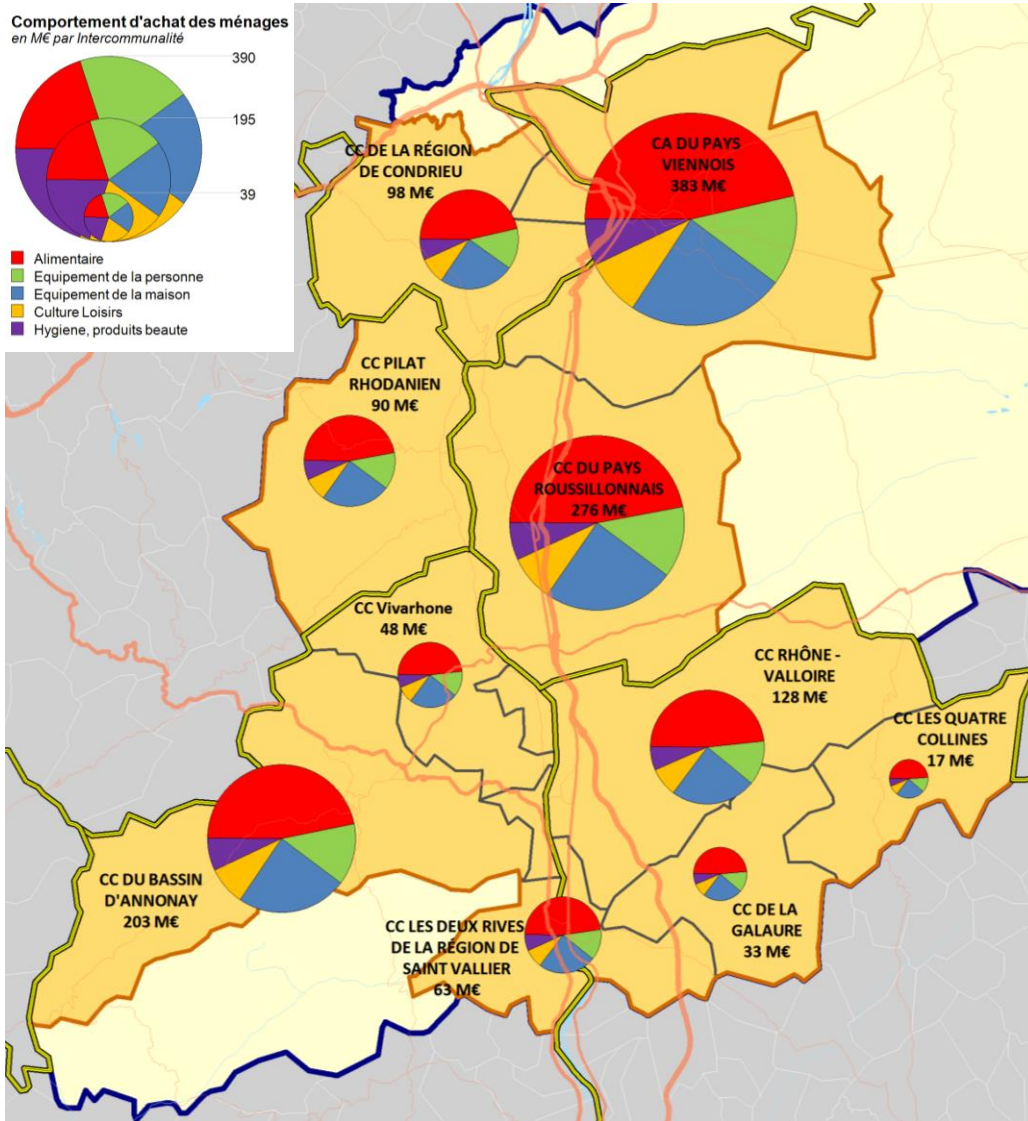 Comportement d'achat des ménages
en M€ par Intercommunalité
390
195
39
Alimentaire
Equipement de la personne
Equipement de la maison
Culture Loisirs
Hygiene, produits beaute
CC DE LA RÉGION
DE CONDRIEU
98 M€
CA DU PAYS
VIENNOIS
383 M€
CC PILAT
RHODANIEN
90 M€
CC DU PAYS
ROUSSILLONNAIS
276 M€
CC Vivarhone
48 M€
CC RHÔNE -
VALLOIRE
128 M€
CC LES QUATRE
COLLINES
17 M€
CC DU BASSIN
D'ANNONAY
203 M€
CC LES DEUX RIVES
DE LA RÉGION DE
SAINT VALLIER
63 M€
CC DE LA
GALAURE
33 M€